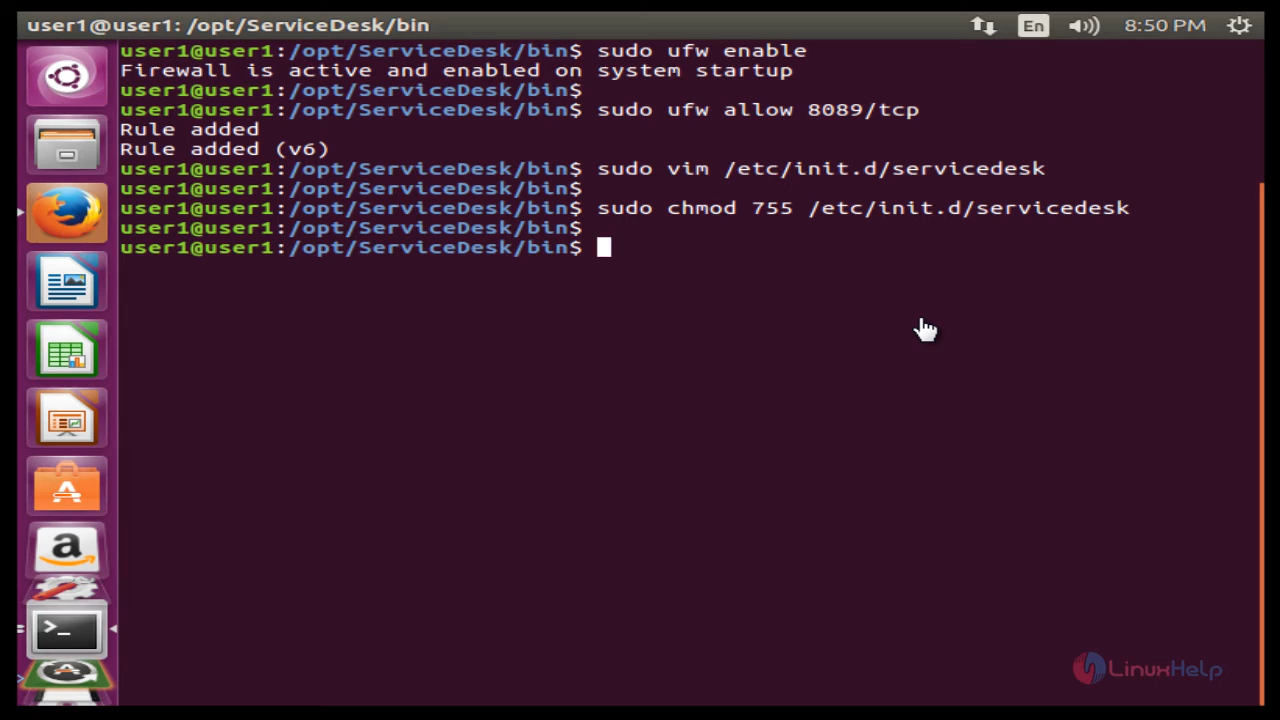 user1@user1: /opt/ServiceDesk/bin
En
8:50 PM
user1@user1:/opt/ServiceDesk/bin$ sudo ufw enable
Firewall is active and enabled on system startup
user1@user1:/opt/ServiceDesk/bin$
user1@user1:/opt/ServiceDesk/bin$ sudo ufw allow 8089/tcp
Rule added
Rule added (v6)
user1@user1:/opt/ServiceDesk/bin$ sudo vim /etc/init.d/servicedesk
user1@user1:/opt/ServiceDesk/bin$
user1@user1:/opt/ServiceDesk/bin$ sudo chmod 755 /etc/init.d/servicedesk
user1@user1:/opt/ServiceDesk/bin$
user1@user1:/opt/ServiceDesk/bin$
a
>_
LinuxHelp